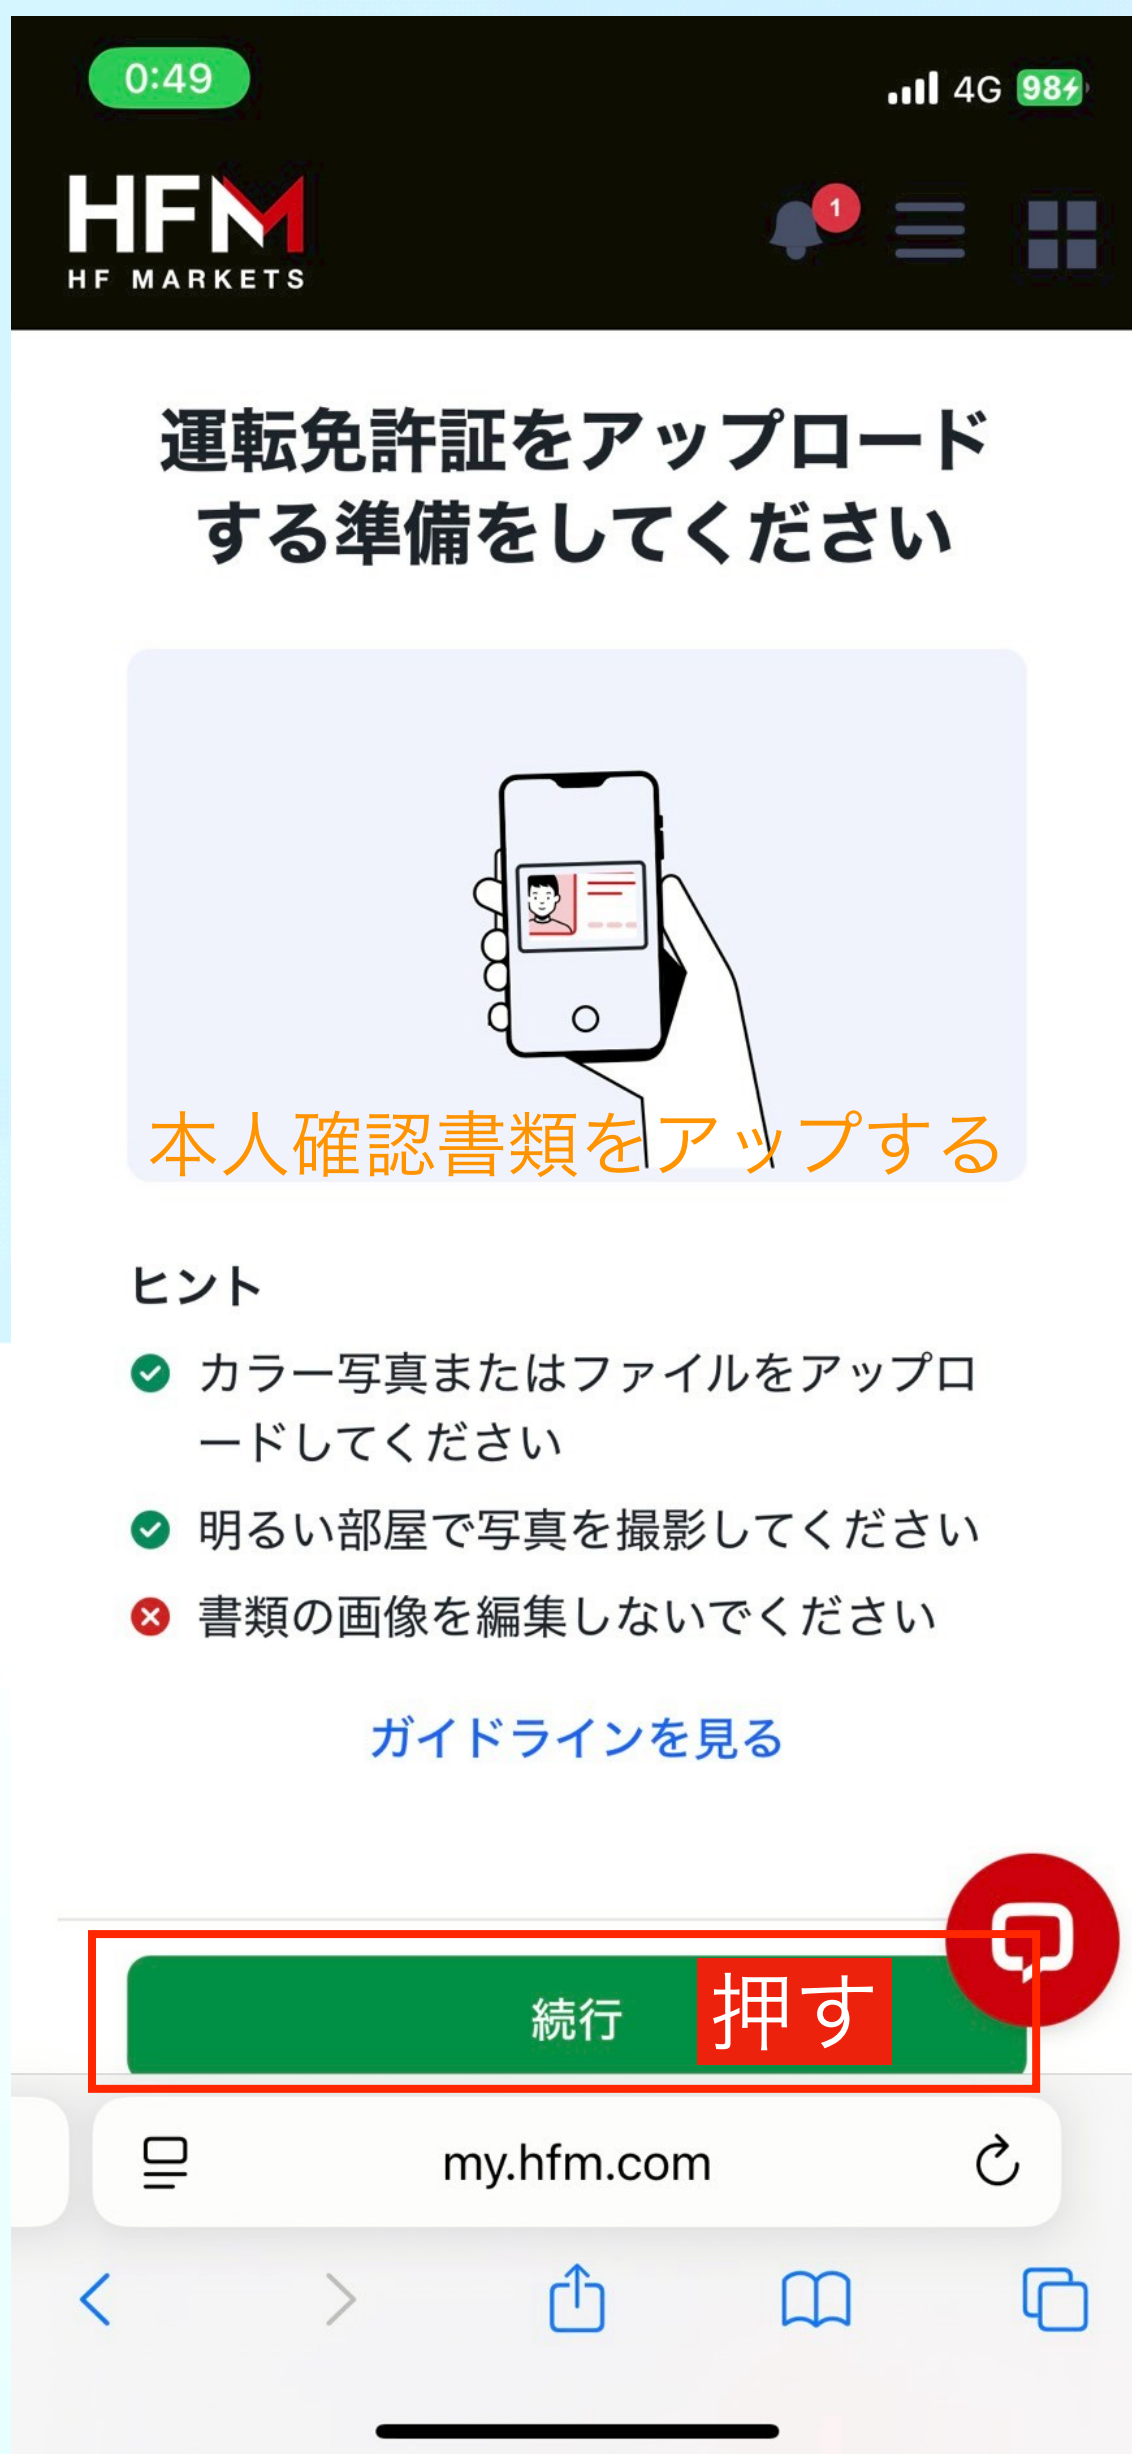 0:49
4G 98
HFM
HF MARKETS
1
運転免許証をアップロード
する準備をしてください
本人確認書類をアップする
ヒント
カラー写真またはファイルをアップロ
ードしてください
明るい部屋で写真を撮影してください
書類の画像を編集しないでください
ガイドラインを見る
続行 押す
my.hfm.com